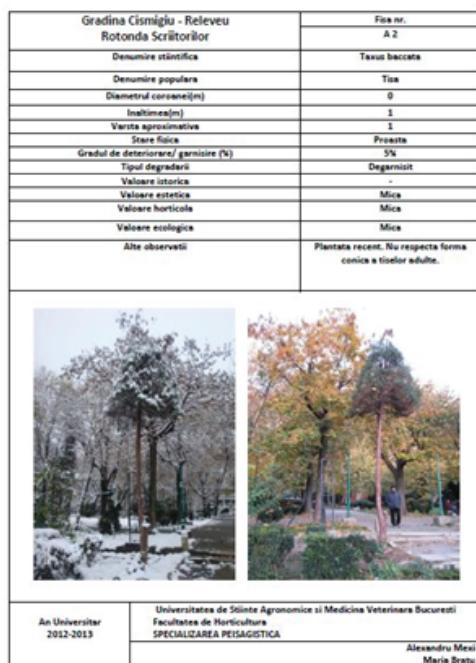 Gradina Cismigiu - Releveu
Rotonda Scriitorilor
Fisa nr.
A 2
Denumire stiintifica
Taxus baccata
Denumire populara
Tisa
Diametrul coroanei(m)
0
Inaltimea(m)
1
Varsta aproximativa
1
Stare fizica
Proasta
Gradul de deteriorare/ garnisire (%)
5%
Tipul degradarii
Degarnisit
Valoare istorica
-
Valoare estetica
Mica
Valoare horticola
Mica
Valoare ecologica
Mica
Alte observatii
Plantata recent. Nu respecta forma
conica a tiselor adulte.
An Universitar
2012-2013
Universitatea de Stiinte Agronomice si Medicina Veterinara Bucuresti
Facultatea de Horticultura
SPECIALIZAREA PEISAGISTICA
Alexandru
Maria